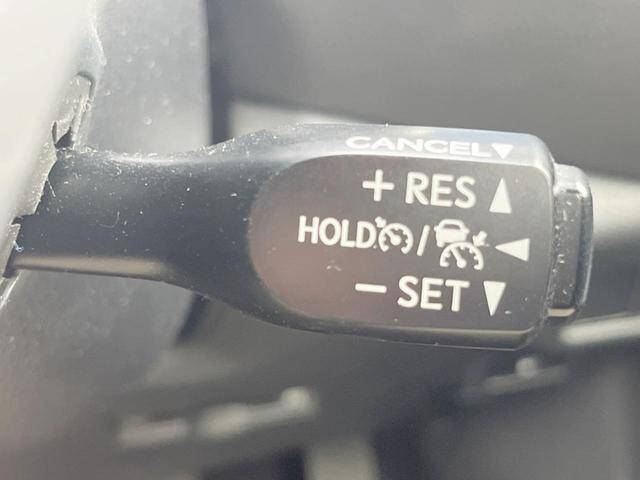 CANCEL▼
+ RES ▲
HOLD / ◀
− SET ▼